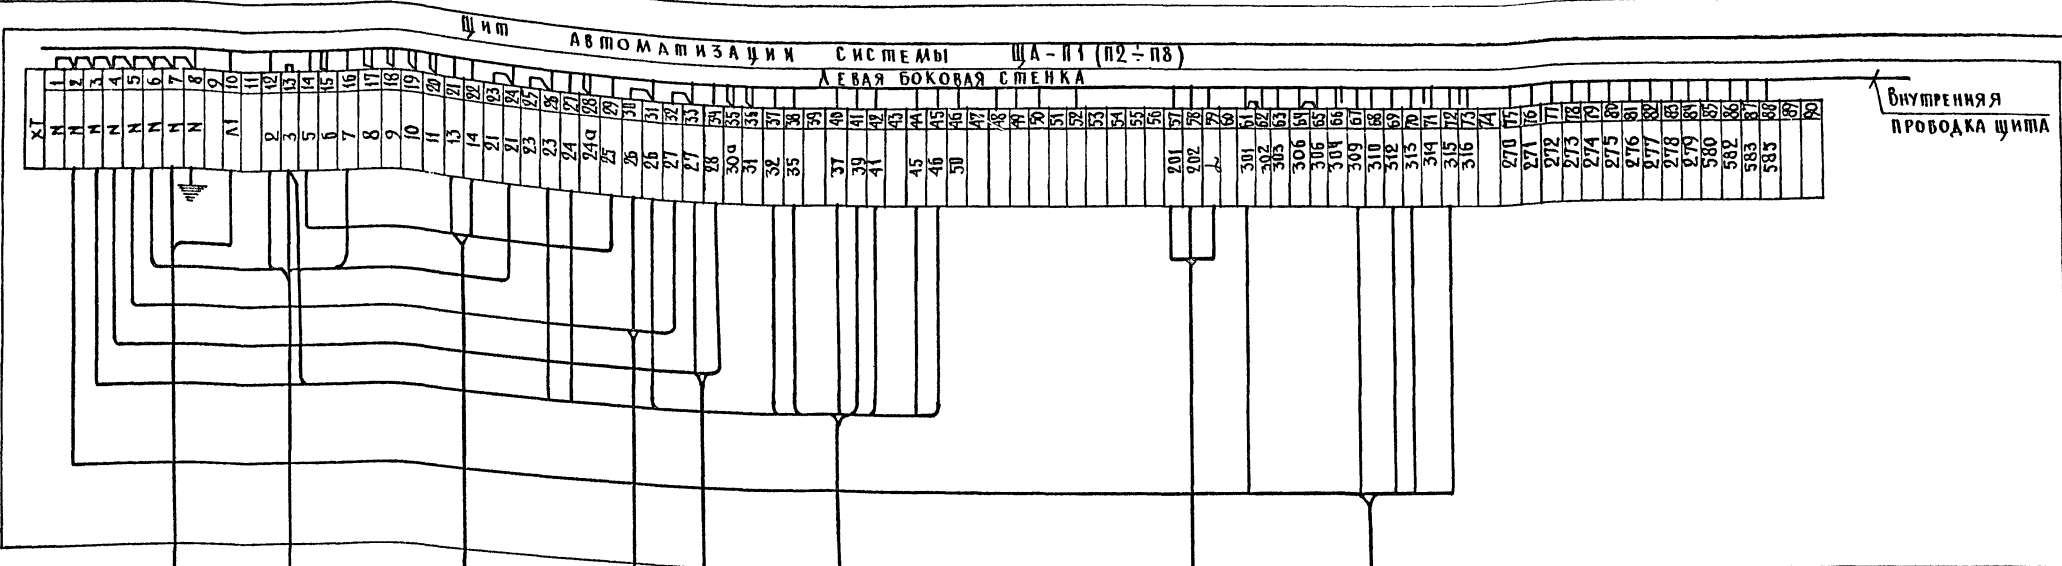 Щит автоматизации системы ЩА-П1 (П2÷П8)
Левая боковая стенка
Внутренняя
проводка щита
ХТ 1 2 3 4 5 6 7 8 9 10 11 12 13 14 15 16 17 18 19 20 21 22 23 24 25 26 27 28 29 30 31 32 33 34 35 36 37 38 39 40 41 42 43 44 45 46 47 48 49 50 51 52 53 54 55 56 57 58 59 60 61 62 63 64 65 66 67 68 69 70 71 72 73 74 75 76 77 78 79 80 81 82 83 84 85 86 87 88 89 90
N N N N N N N N Л1 2 3 5 6 7 8 9 10 11 13 14 21 21 23 23 24 24а 25 26 26 27 27 28 30а 31 32 35 37 39 41 45 46 50 201 202 301 302 303 306 306 304 309 310 312 313 314 315 316 270 271 272 273 274 275 276 277 278 279 580 582 583 585